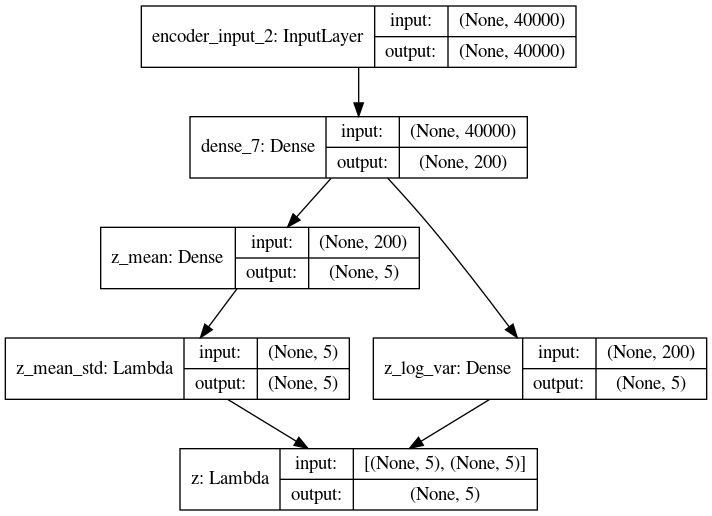 encoder_input_2: InputLayer
input:
(None, 40000)
output:
(None, 40000)
dense_7: Dense
input:
(None, 40000)
output:
(None, 200)
z_mean: Dense
input:
(None, 200)
output:
(None, 5)
z_mean_std: Lambda
input:
(None, 5)
output:
(None, 5)
z_log_var: Dense
input:
(None, 200)
output:
(None, 5)
z: Lambda
input:
[(None, 5), (None, 5)]
output:
(None, 5)